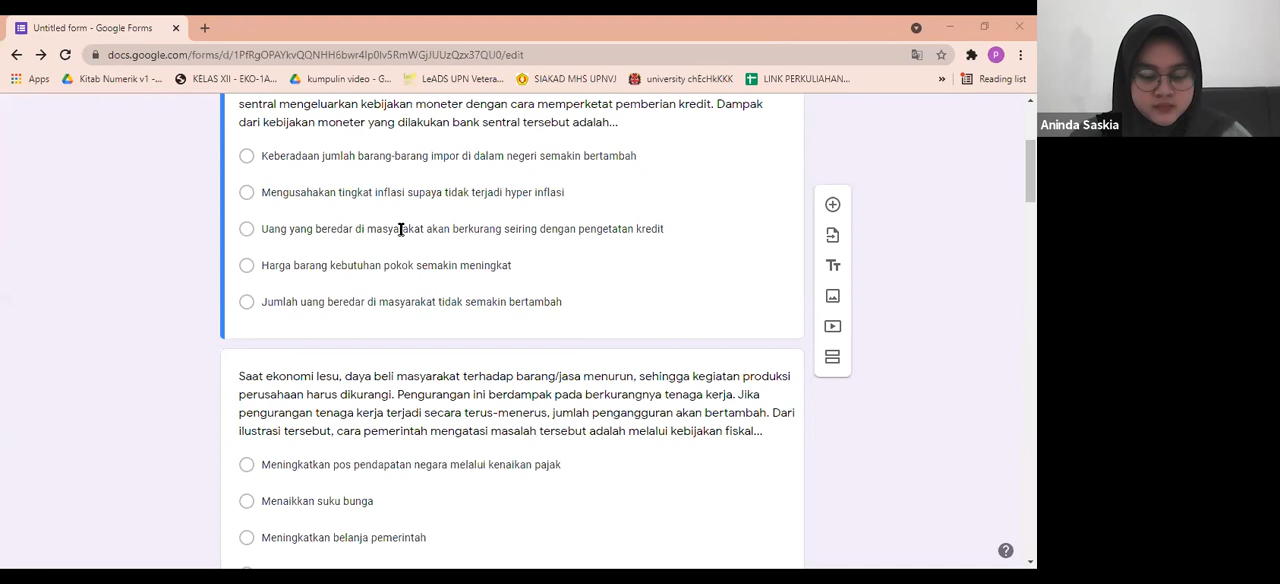 Untitled form - Google Forms
docs.google.com/forms/d/1PfRgOPAYkvQQNHH6bwr4lp0lv5RmWGjJUUzQzx37QU0/edit
Apps Kitab Numerik v1 -... KELAS XII - EKO-1A... kumpulin video - G... LeADS UPN Vetera... SIAKAD MHS UPNVJ university chEcHkKKK LINK PERKULIAHAN... » Reading list
sentral mengeluarkan kebijakan moneter dengan cara memperketat pemberian kredit. Dampak
dari kebijakan moneter yang dilakukan bank sentral tersebut adalah...
Keberadaan jumlah barang-barang impor di dalam negeri semakin bertambah
Mengusahakan tingkat inflasi supaya tidak terjadi hyper inflasi
Uang yang beredar di masyarakat akan berkurang seiring dengan pengetatan kredit
Harga barang kebutuhan pokok semakin meningkat
Jumlah uang beredar di masyarakat tidak semakin bertambah
Saat ekonomi lesu, daya beli masyarakat terhadap barang/jasa menurun, sehingga kegiatan produksi
perusahaan harus dikurangi. Pengurangan ini berdampak pada berkurangnya tenaga kerja. Jika
pengurangan tenaga kerja terjadi secara terus-menerus, jumlah pengangguran akan bertambah. Dari
ilustrasi tersebut, cara pemerintah mengatasi masalah tersebut adalah melalui kebijakan fiskal...
Meningkatkan pos pendapatan negara melalui kenaikan pajak
Menaikkan suku bunga
Meningkatkan belanja pemerintah
Tt
P
Aninda Saskia